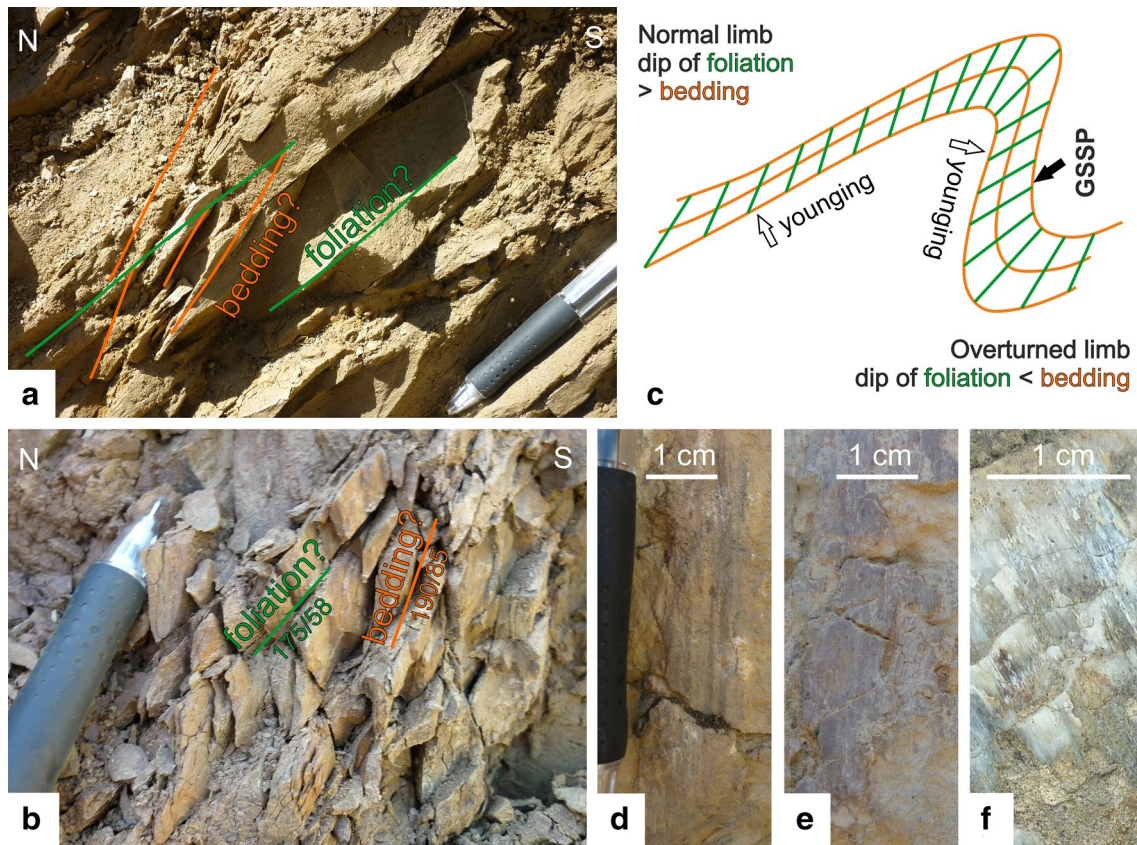 N
S
bedding?
foliation?
a
Normal limb
dip of foliation
> bedding
younging
younging
GSSP
Overturned limb
dip of foliation < bedding
c
N
S
foliation?
175/58
bedding?
190/85
b
1 cm
d
1 cm
e
1 cm
f